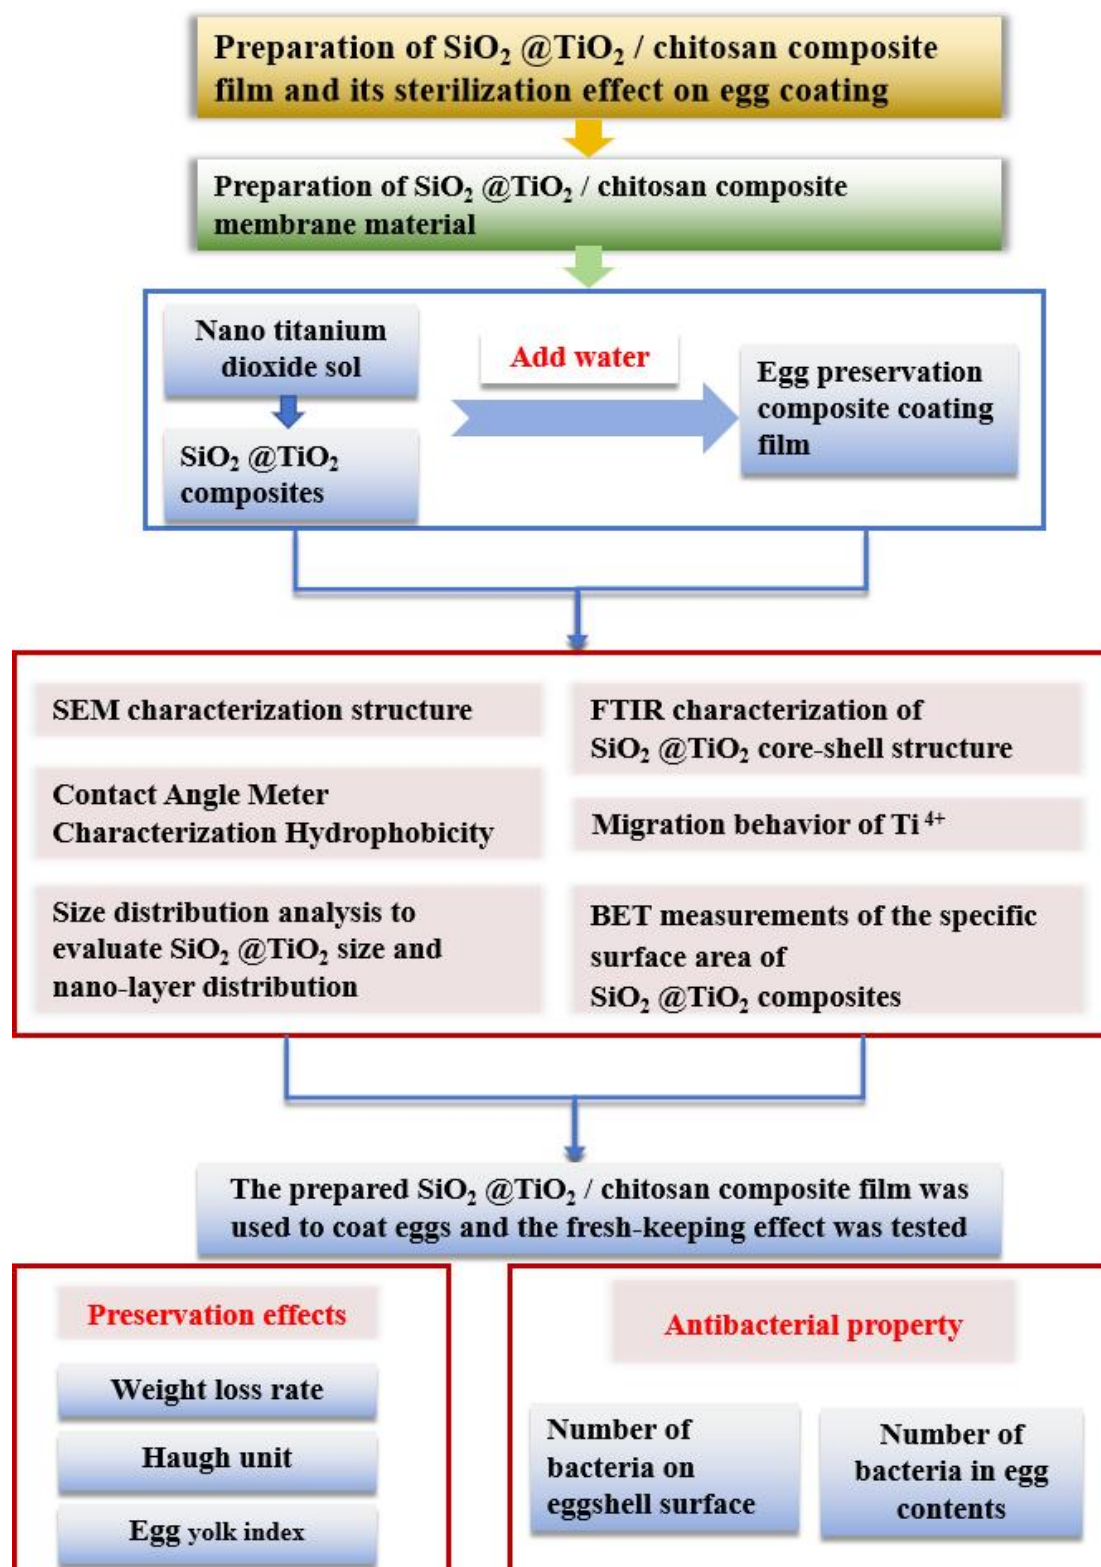 Preparation of SiO₂ @TiO₂ / chitosan composite
film and its sterilization effect on egg coating
Preparation of SiO₂ @TiO₂ / chitosan composite
membrane material
Nano titanium
dioxide sol
SiO₂ @TiO₂
composites
Add water
Egg preservation
composite coating
film
SEM characterization structure
Contact Angle Meter
Characterization Hydrophobicity
Size distribution analysis to
evaluate SiO₂ @TiO₂ size and
nano-layer distribution
FTIR characterization of
SiO₂ @TiO₂ core-shell structure
Migration behavior of Ti ⁴⁺
BET measurements of the specific
surface area of
SiO₂ @TiO₂ composites
The prepared SiO₂ @TiO₂ / chitosan composite film was
used to coat eggs and the fresh-keeping effect was tested
Preservation effects
Weight loss rate
Haugh unit
Egg yolk index
Antibacterial property
Number of
bacteria on
eggshell surface
Number of
bacteria in egg
contents